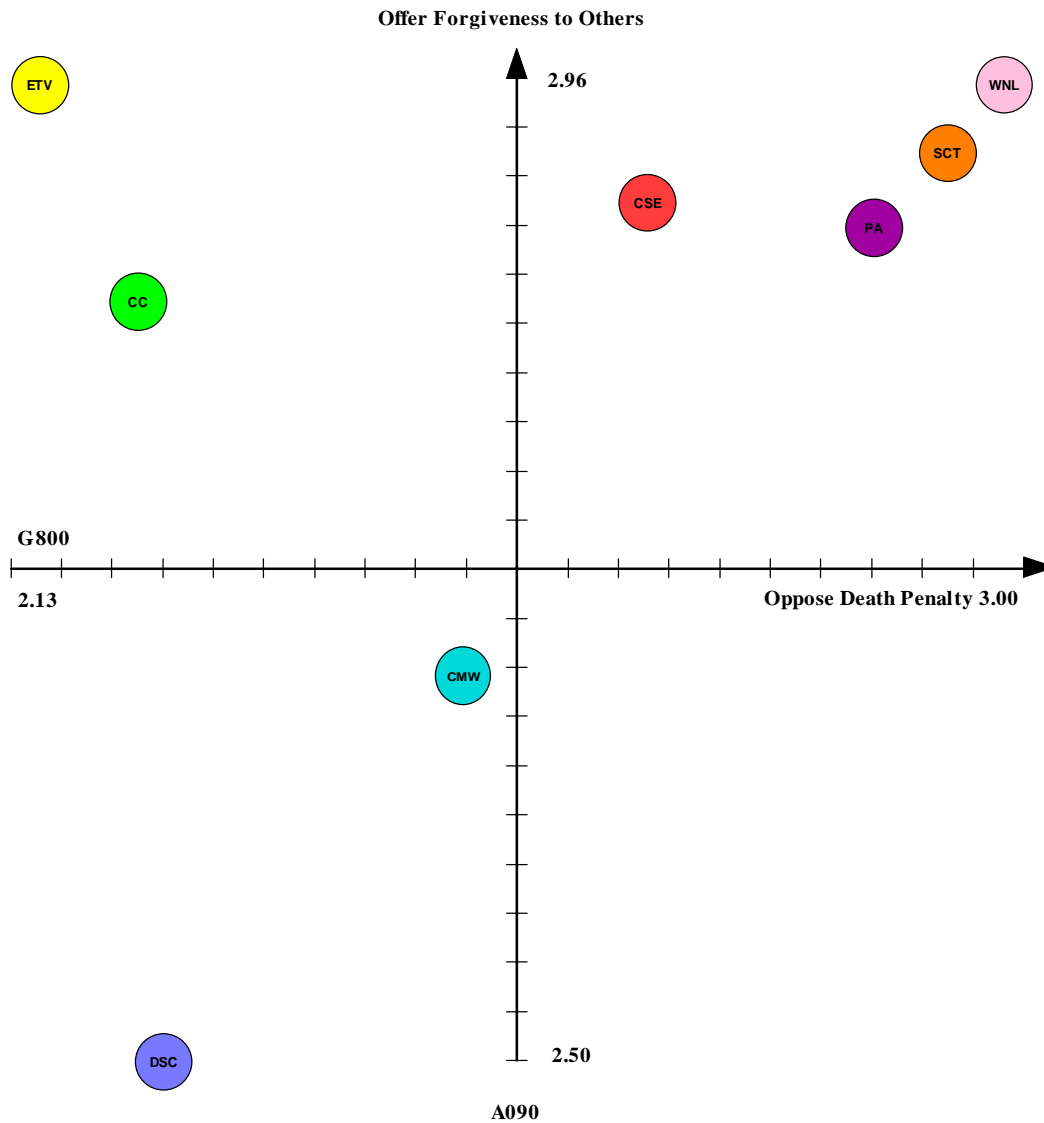 Offer Forgiveness to Others
2.96
ETV
WNL
SCT
CSE
PA
CC
G800
2.13
Oppose Death Penalty 3.00
CMW
DSC
2.50
A090